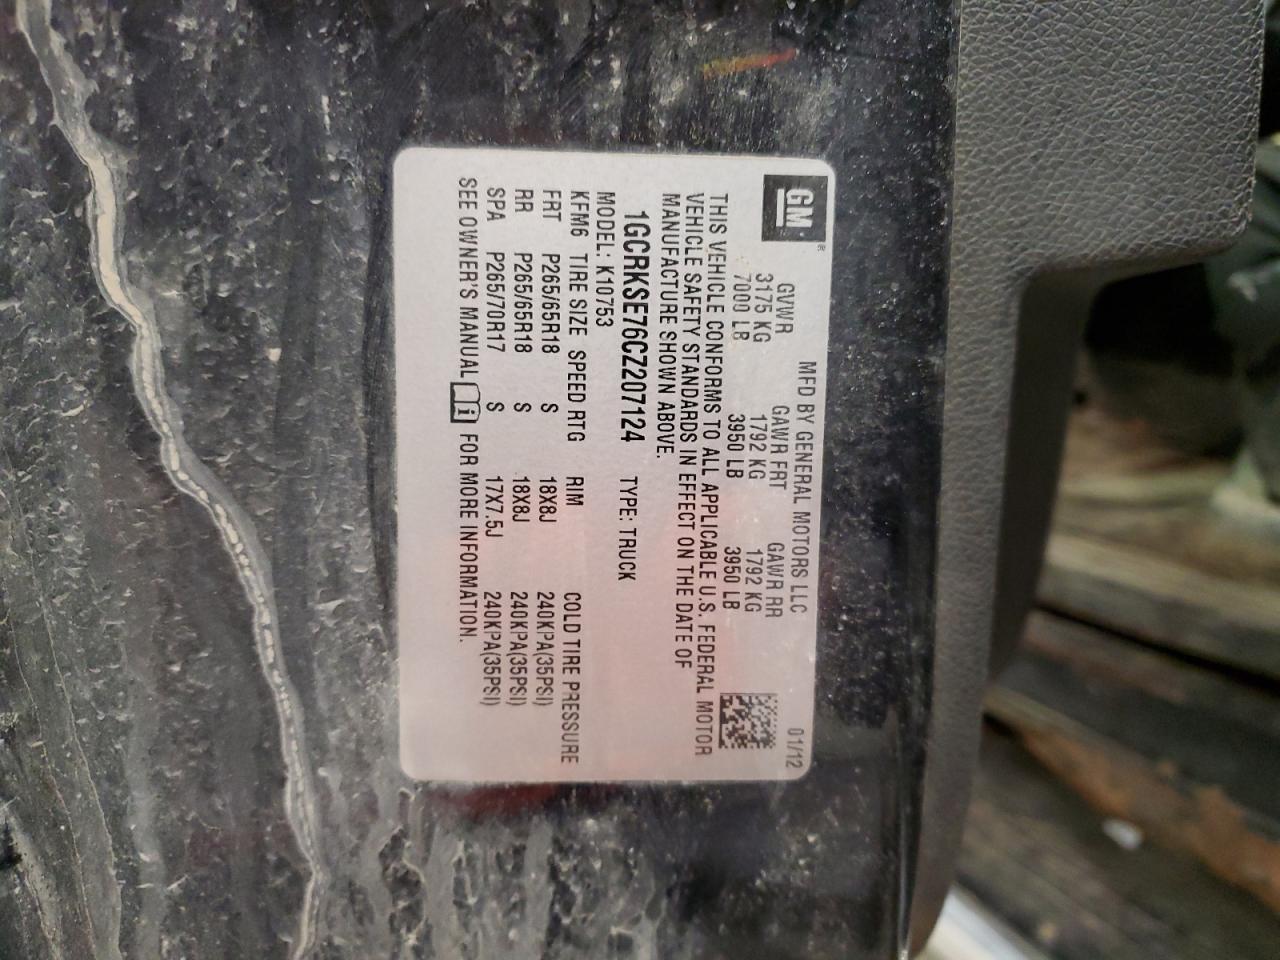 GM®
MFD BY GENERAL MOTORS LLC 01/12
GVWR GAWR FRT GAWR RR
3175 KG 1792 KG 1792 KG
7000 LB 3950 LB 3950 LB
THIS VEHICLE CONFORMS TO ALL APPLICABLE U.S. FEDERAL MOTOR
VEHICLE SAFETY STANDARDS IN EFFECT ON THE DATE OF
MANUFACTURE SHOWN ABOVE.
1GCRKSE76CZ207124 TYPE: TRUCK
MODEL: K10753
KFM6 TIRE SIZE SPEED RTG RIM COLD TIRE PRESSURE
FRT P265/65R18 S 18X8J 240KPA(35PSI)
RR P265/65R18 S 18X8J 240KPA(35PSI)
SPA P265/70R17 S 17X7.5J 240KPA(35PSI)
SEE OWNER'S MANUAL i FOR MORE INFORMATION.